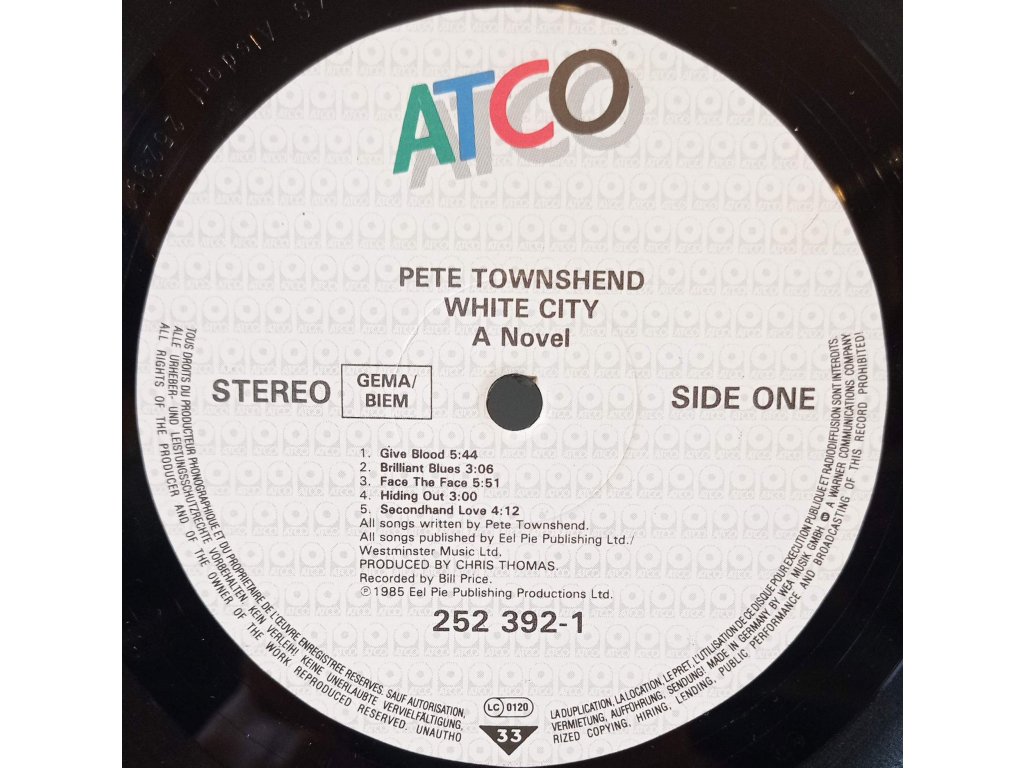 ATCO
PETE TOWNSHEND
WHITE CITY
A Novel
STEREO
GEMA/
BIEM
SIDE ONE
1. Give Blood 5:44
2. Brilliant Blues 3:06
3. Face The Face 5:51
4. Hiding Out 3:00
5. Secondhand Love 4:12
All songs written by Pete Townshend.
All songs published by Eel Pie Publishing Ltd./
Westminster Music Ltd.
PRODUCED BY CHRIS THOMAS.
Recorded by Bill Price.
℗1985 Eel Pie Publishing Productions Ltd.
252 392-1
TOUS DROITS DU PRODUCTEUR PHONOGRAPHIQUE ET DU PROPRIETAIRE DE L'ŒUVRE ENREGISTREE RESERVES. SAUF AUTORISATION, LA DUPLICATION, LA LOCATION, LE PRET, L'UTILISATION DE CE DISQUE POUR EXECUTION PUBLIQUE ET RADIODIFFUSION SONT INTERDITS.
ALLE URHEBER- UND LEISTUNGSSCHUTZRECHTE VORBEHALTEN. KEIN VERLEIH! KEINE UNERLAUBTE VERVIELFÄLTIGUNG, VERMIETUNG, AUFFÜHRUNG, SENDUNG! MADE IN GERMANY BY WEA MUSIK GMBH A WARNER COMMUNICATIONS COMPANY
ALL RIGHTS OF THE PRODUCER AND OF THE OWNER OF THE WORK REPRODUCED RESERVED. UNAUTHORIZED COPYING, HIRING, LENDING, PUBLIC PERFORMANCE AND BROADCASTING OF THIS RECORD PROHIBITED!
LC 0120
33